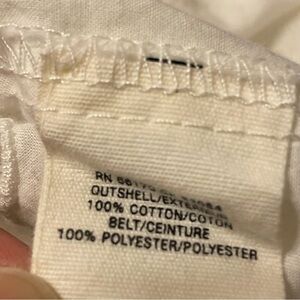 RN
OUTSHELL/EXTERIEUR
100% COTTON/COTON
BELT/CEINTURE
100% POLYESTER/POLYESTER